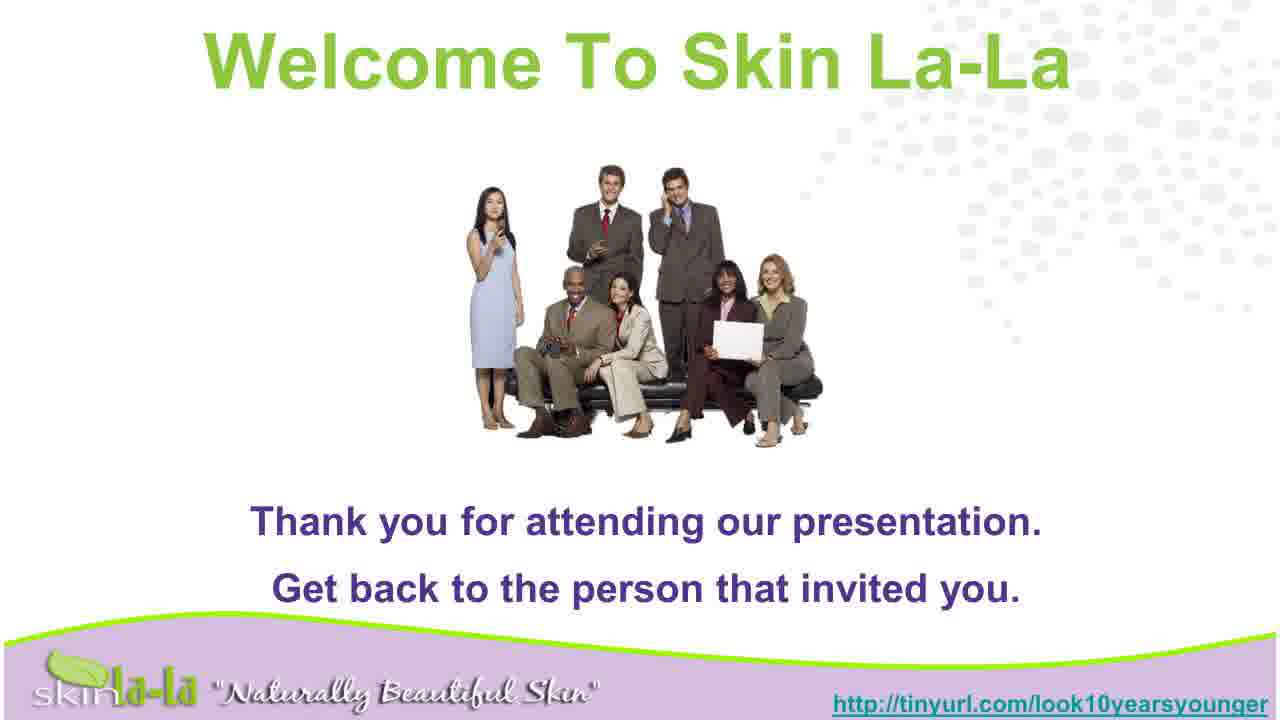 Welcome To Skin La-La
Thank you for attending our presentation.
Get back to the person that invited you.
skin la-la "Naturally Beautiful Skin"
http://tinyurl.com/look10yearsyounger